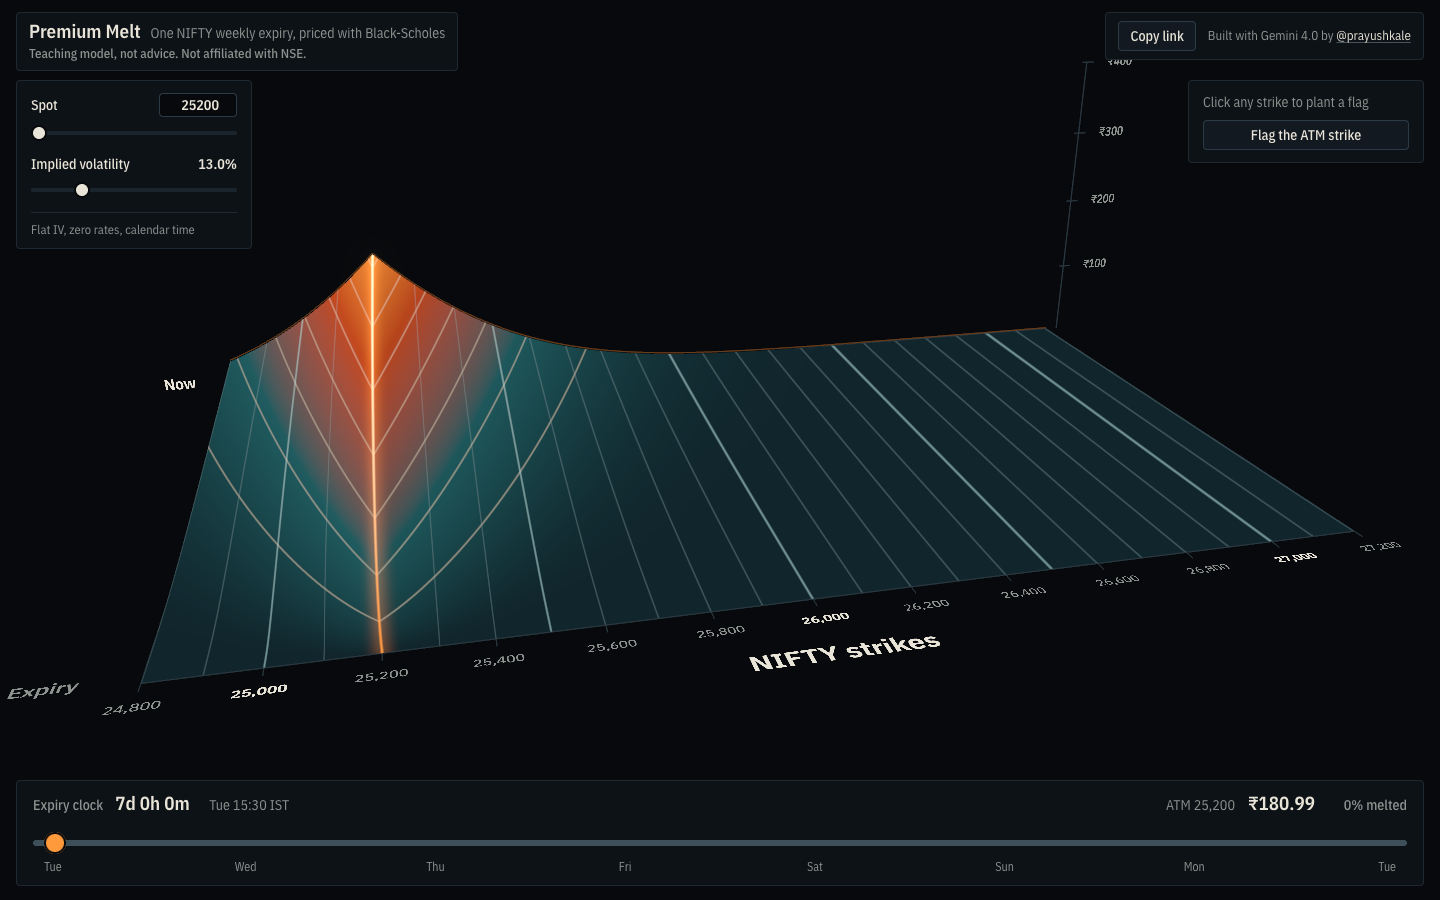 Premium Melt One NIFTY weekly expiry, priced with Black-Scholes
Teaching model, not advice. Not affiliated with NSE.
Copy link Built with Gemini 4.0 by @prayushkale
Spot 25200
Implied volatility 13.0%
Flat IV, zero rates, calendar time
Click any strike to plant a flag
Flag the ATM strike
₹400
₹300
₹200
₹100
Now
Expiry
24,800
25,000
25,200
25,400
25,600
25,800
26,000
26,200
26,400
26,600
26,800
27,000
27,200
NIFTY strikes
Expiry clock 7d 0h 0m Tue 15:30 IST
ATM 25,200 ₹180.99 0% melted
Tue Wed Thu Fri Sat Sun Mon Tue